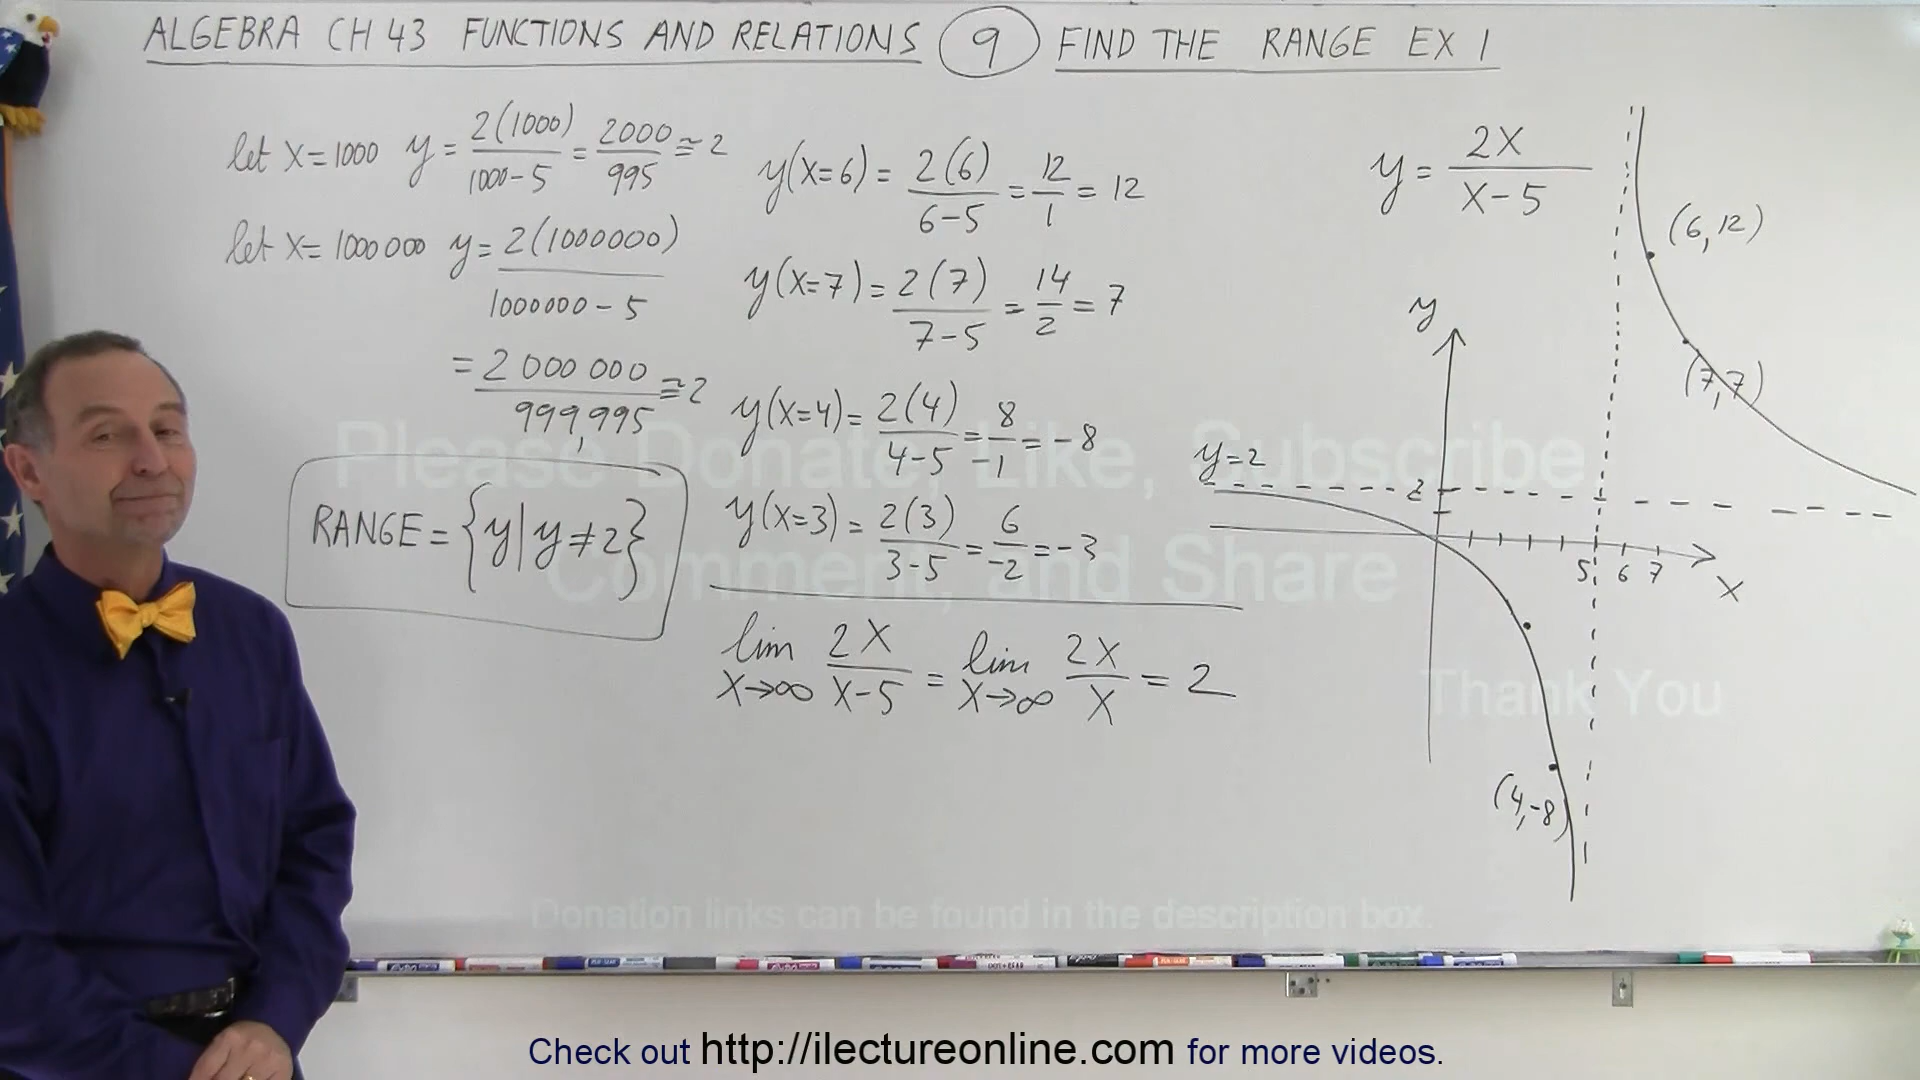 ALGEBRA CH 43 FUNCTIONS AND RELATIONS 9 FIND THE RANGE EX 1
let X=1000 y = 2(1000)/1000-5 = 2000/995 ≅ 2
let X=1000 000 y = 2(1000000)/1000000-5
= 2 000 000/999,995 ≅ 2
RANGE = {y|y≠2}
y(X=6) = 2(6)/6-5 = 12/1 = 12
y(X=7) = 2(7)/7-5 = 14/2 = 7
y(X=4) = 2(4)/4-5 = 8/-1 = -8
y(X=3) = 2(3)/3-5 = 6/-2 = -3
lim X→∞ 2X/X-5 = lim X→∞ 2X/X = 2
y = 2X/X-5
(6,12)
(7,7)
y
y=2
2
5 6 7
X
(4,-8)
Please Donate, Like, Subscribe,
Comment, and Share
Thank You
Donation links can be found in the description box.
Check out http://ilectureonline.com for more videos.